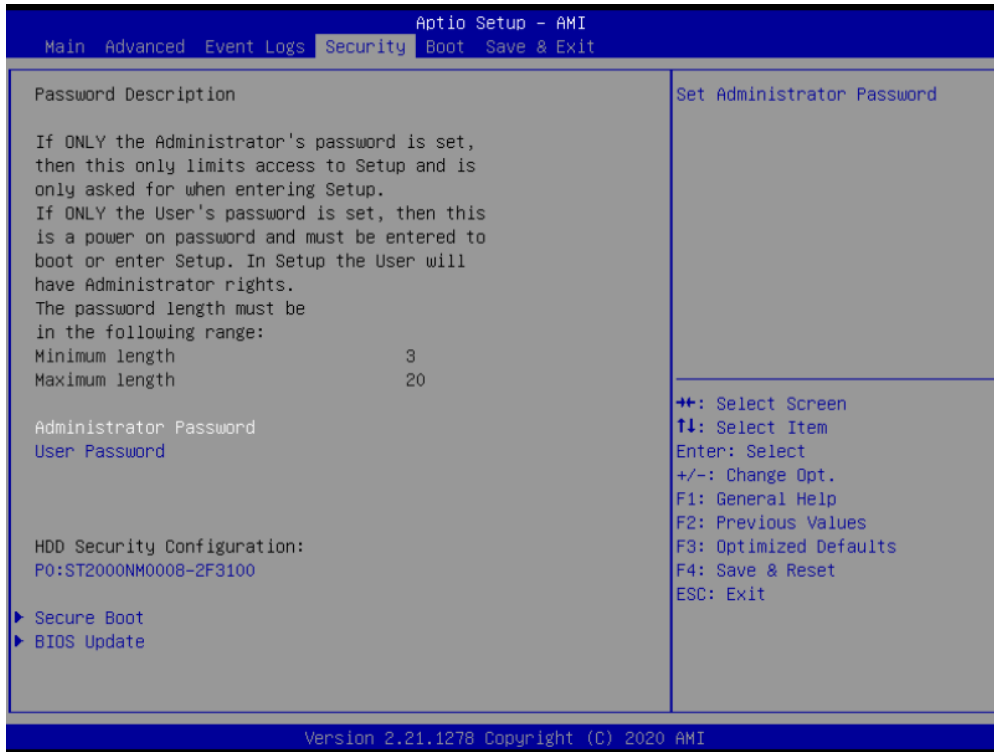 Aptio Setup - AMI
Main Advanced Event Logs Security Boot Save & Exit
Password Description
If ONLY the Administrator's password is set,
then this only limits access to Setup and is
only asked for when entering Setup.
If ONLY the User's password is set, then this
is a power on password and must be entered to
boot or enter Setup. In Setup the User will
have Administrator rights.
The password length must be
in the following range:
Minimum length 3
Maximum length 20
Administrator Password
User Password
HDD Security Configuration:
P0:ST2000NM0008-2F3100
Secure Boot
BIOS Update
Set Administrator Password
→←: Select Screen
↑↓: Select Item
Enter: Select
+/-: Change Opt.
F1: General Help
F2: Previous Values
F3: Optimized Defaults
F4: Save & Reset
ESC: Exit
Version 2.21.1278 Copyright (C) 2020 AMI